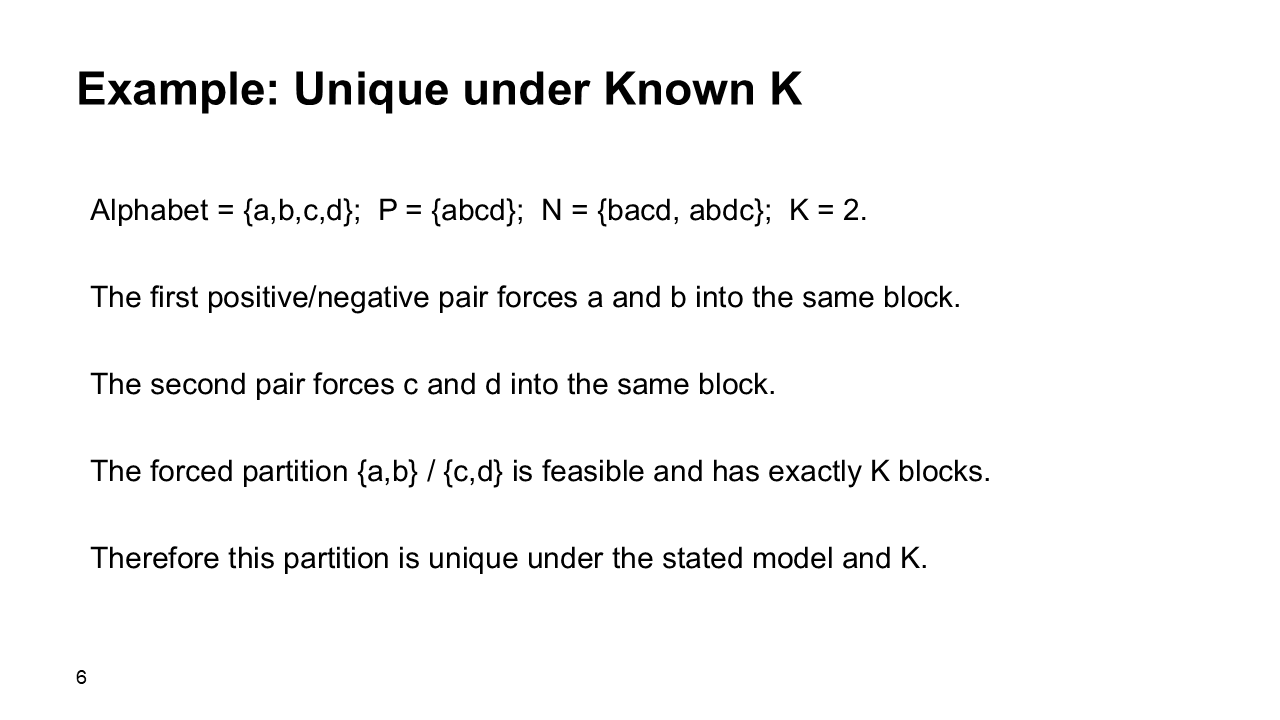 Example: Unique under Known K
Alphabet = {a,b,c,d};  P = {abcd};  N = {bacd, abdc};  K = 2.
The first positive/negative pair forces a and b into the same block.
The second pair forces c and d into the same block.
The forced partition {a,b} / {c,d} is feasible and has exactly K blocks.
Therefore this partition is unique under the stated model and K.
6